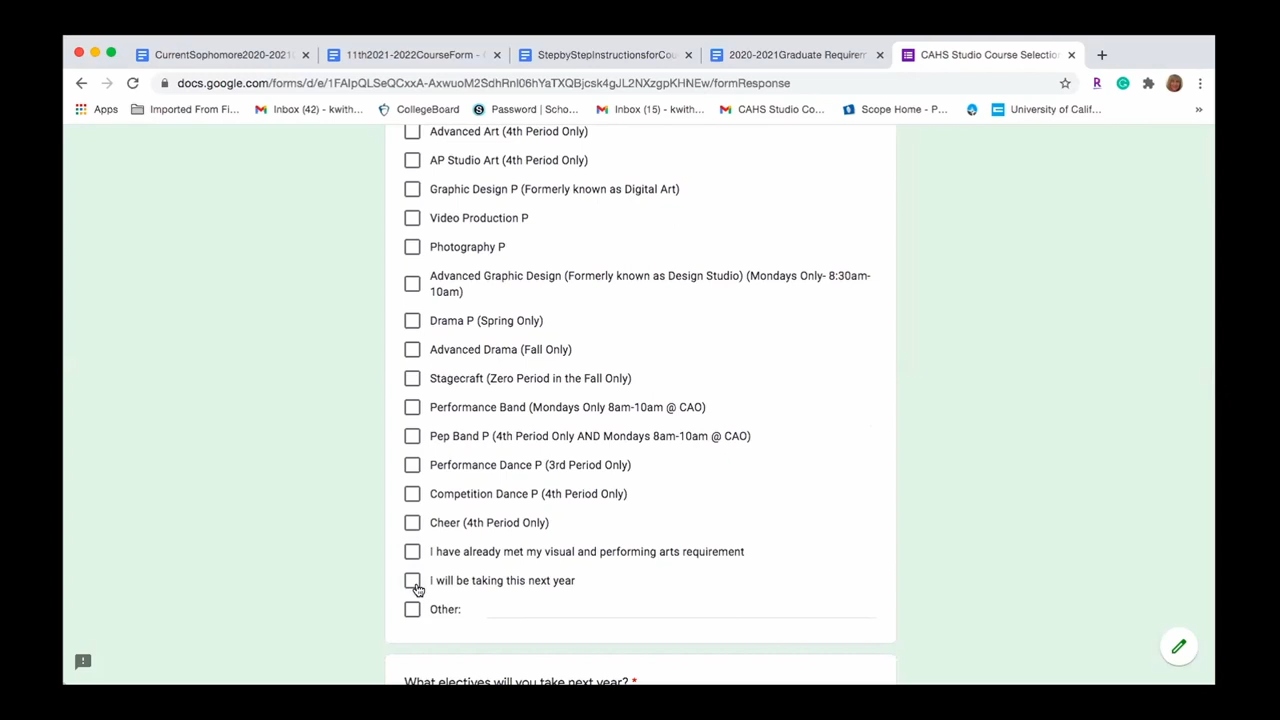 CurrentSophomore2020-2021
11th2021-2022CourseForm -
StepbyStepInstructionsforCou
2020-2021Graduate Requirem
CAHS Studio Course Selectio
docs.google.com/forms/d/e/1FAIpQLSeQCxxA-AxwuoM2SdhRnl06hYaTXQBjcsk4gJL2NXzgpKHNEw/formResponse
R
Apps
Imported From Fi...
Inbox (42) - kwith...
CollegeBoard
Password | Scho...
Inbox (15) - kwith...
CAHS Studio Co...
Scope Home - P...
University of Calif...
»
Advanced Art (4th Period Only)
AP Studio Art (4th Period Only)
Graphic Design P (Formerly known as Digital Art)
Video Production P
Photography P
Advanced Graphic Design (Formerly known as Design Studio) (Mondays Only- 8:30am-
10am)
Drama P (Spring Only)
Advanced Drama (Fall Only)
Stagecraft (Zero Period in the Fall Only)
Performance Band (Mondays Only 8am-10am @ CAO)
Pep Band P (4th Period Only AND Mondays 8am-10am @ CAO)
Performance Dance P (3rd Period Only)
Competition Dance P (4th Period Only)
Cheer (4th Period Only)
I have already met my visual and performing arts requirement
I will be taking this next year
Other:
What electives will you take next year? *